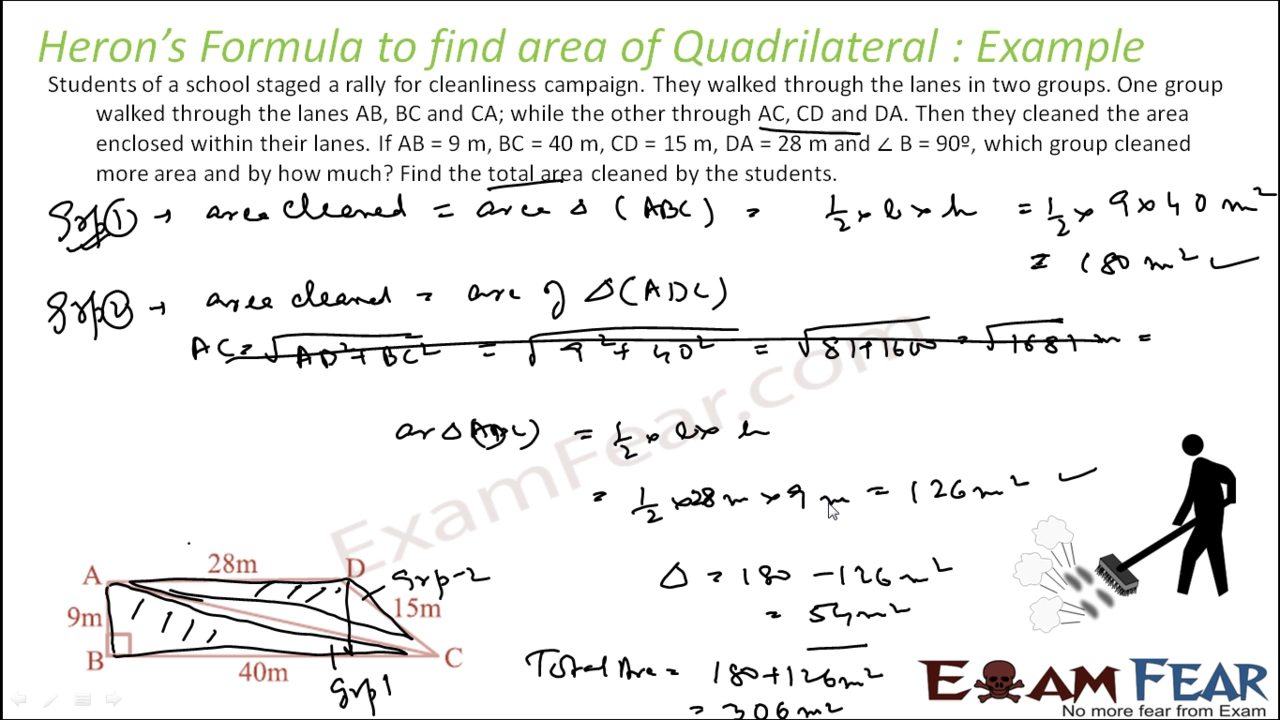 Heron's Formula to find area of Quadrilateral : Example
Students of a school staged a rally for cleanliness campaign. They walked through the lanes in two groups. One group
walked through the lanes AB, BC and CA; while the other through AC, CD and DA. Then they cleaned the area
enclosed within their lanes. If AB = 9 m, BC = 40 m, CD = 15 m, DA = 28 m and ∠ B = 90º, which group cleaned
more area and by how much? Find the total area cleaned by the students.
Grp① → area cleaned = area Δ (ABC) = 1/2 × b × h = 1/2 × 9 × 40 m²
= 180 m² ✓
Grp② → area cleaned = are of Δ(ADC)
AC = √AB²+BC² = √9²+40² = √81+1600 = √1681 m =
ar Δ(ADC) = 1/2 × b × h
= 1/2 × 28 m × 9 m = 126 m² ✓
Δ = 180 - 126 m²
= 54 m²
Total Are = 180+126 m²
= 306 m²
A 28m D Grp-2
9m 15m
B 40m C
Grp 1
ExamFear.com
EXAM FEAR
No more fear from Exam